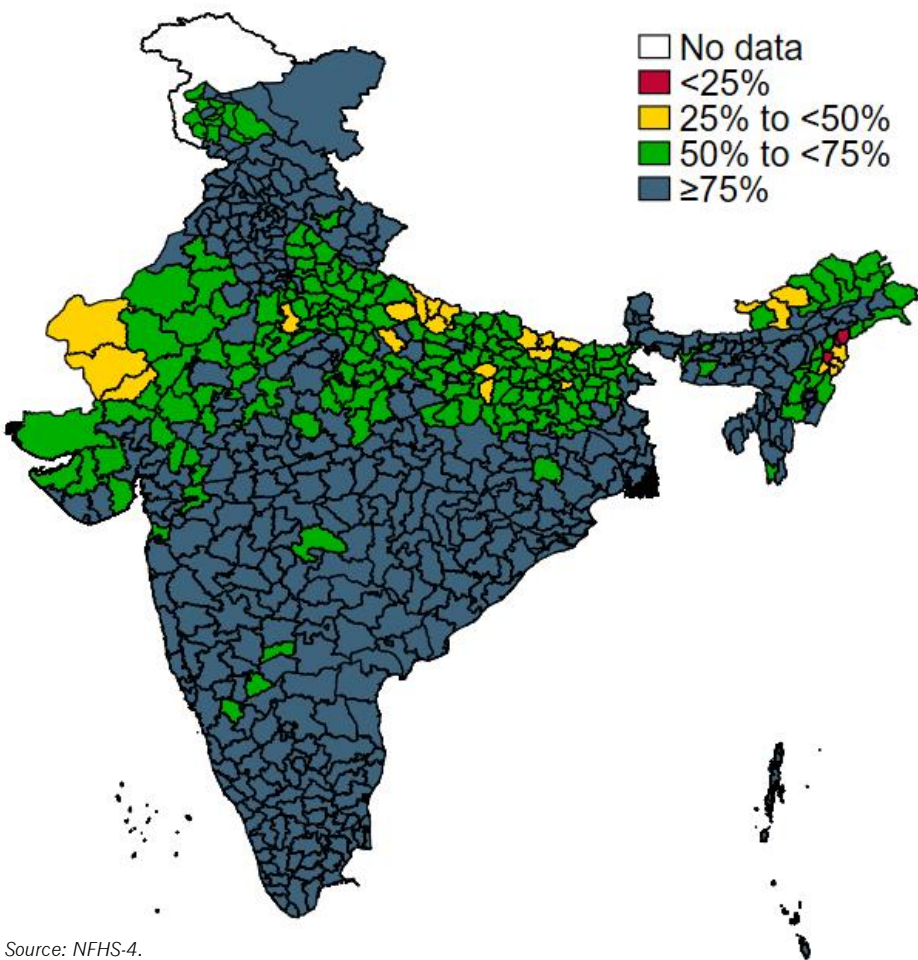 No data
<25%
25% to <50%
50% to <75%
≥75%
Source: NFHS-4.